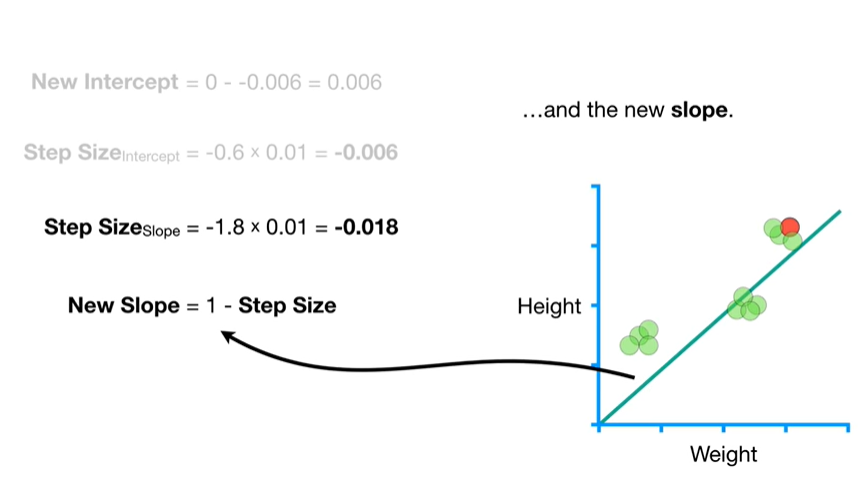 New Intercept = 0 - -0.006 = 0.006
…and the new slope.
Step SizeIntercept = -0.6 × 0.01 = -0.006
Step SizeSlope = -1.8 × 0.01 = -0.018
New Slope = 1 - Step Size
Height
Weight